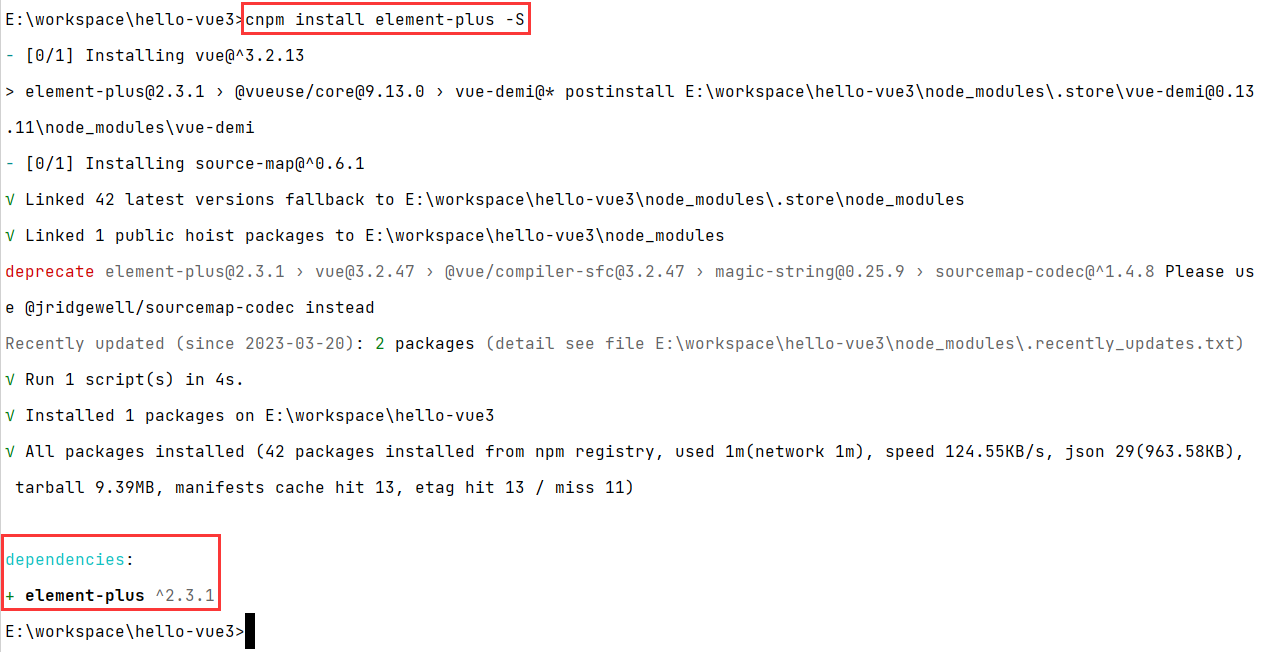 E:\workspace\hello-vue3>cnpm install element-plus -S
- [0/1] Installing vue@^3.2.13
> element-plus@2.3.1 › @vueuse/core@9.13.0 › vue-demi@* postinstall E:\workspace\hello-vue3\node_modules\.store\vue-demi@0.13
.11\node_modules\vue-demi
- [0/1] Installing source-map@^0.6.1
√ Linked 42 latest versions fallback to E:\workspace\hello-vue3\node_modules\.store\node_modules
√ Linked 1 public hoist packages to E:\workspace\hello-vue3\node_modules
deprecate element-plus@2.3.1 › vue@3.2.47 › @vue/compiler-sfc@3.2.47 › magic-string@0.25.9 › sourcemap-codec@^1.4.8 Please us
e @jridgewell/sourcemap-codec instead
Recently updated (since 2023-03-20): 2 packages (detail see file E:\workspace\hello-vue3\node_modules\.recently_updates.txt)
√ Run 1 script(s) in 4s.
√ Installed 1 packages on E:\workspace\hello-vue3
√ All packages installed (42 packages installed from npm registry, used 1m(network 1m), speed 124.55KB/s, json 29(963.58KB),
 tarball 9.39MB, manifests cache hit 13, etag hit 13 / miss 11)
dependencies:
+ element-plus ^2.3.1
E:\workspace\hello-vue3>